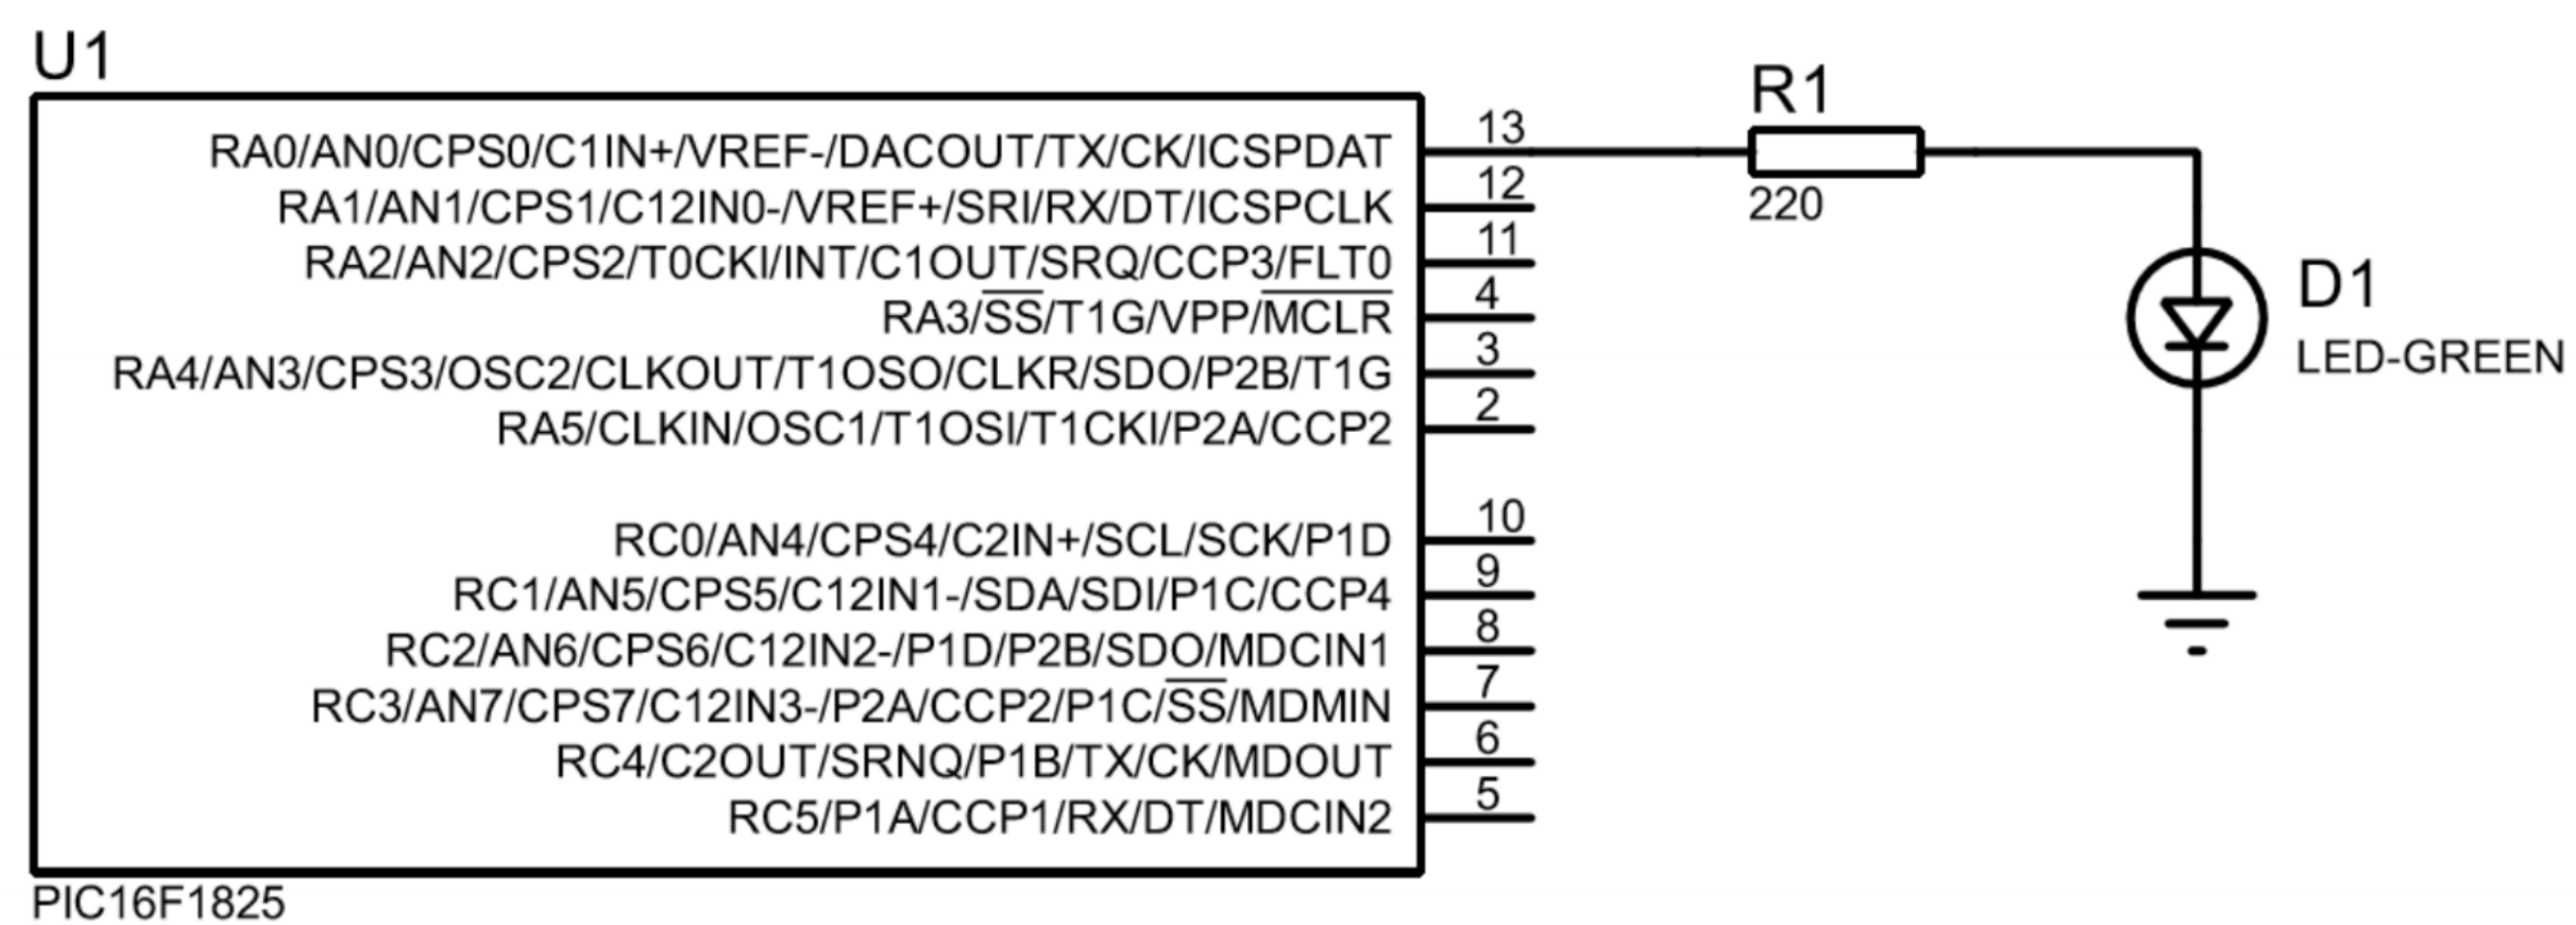 U1
RA0/AN0/CPS0/C1IN+/VREF-/DACOUT/TX/CK/ICSPDAT 13
RA1/AN1/CPS1/C12IN0-/VREF+/SRI/RX/DT/ICSPCLK 12
RA2/AN2/CPS2/T0CKI/INT/C1OUT/SRQ/CCP3/FLT0 11
RA3/SS/T1G/VPP/MCLR 4
RA4/AN3/CPS3/OSC2/CLKOUT/T1OSO/CLKR/SDO/P2B/T1G 3
RA5/CLKIN/OSC1/T1OSI/T1CKI/P2A/CCP2 2
RC0/AN4/CPS4/C2IN+/SCL/SCK/P1D 10
RC1/AN5/CPS5/C12IN1-/SDA/SDI/P1C/CCP4 9
RC2/AN6/CPS6/C12IN2-/P1D/P2B/SDO/MDCIN1 8
RC3/AN7/CPS7/C12IN3-/P2A/CCP2/P1C/SS/MDMIN 7
RC4/C2OUT/SRNQ/P1B/TX/CK/MDOUT 6
RC5/P1A/CCP1/RX/DT/MDCIN2 5
PIC16F1825
R1
220
D1
LED-GREEN